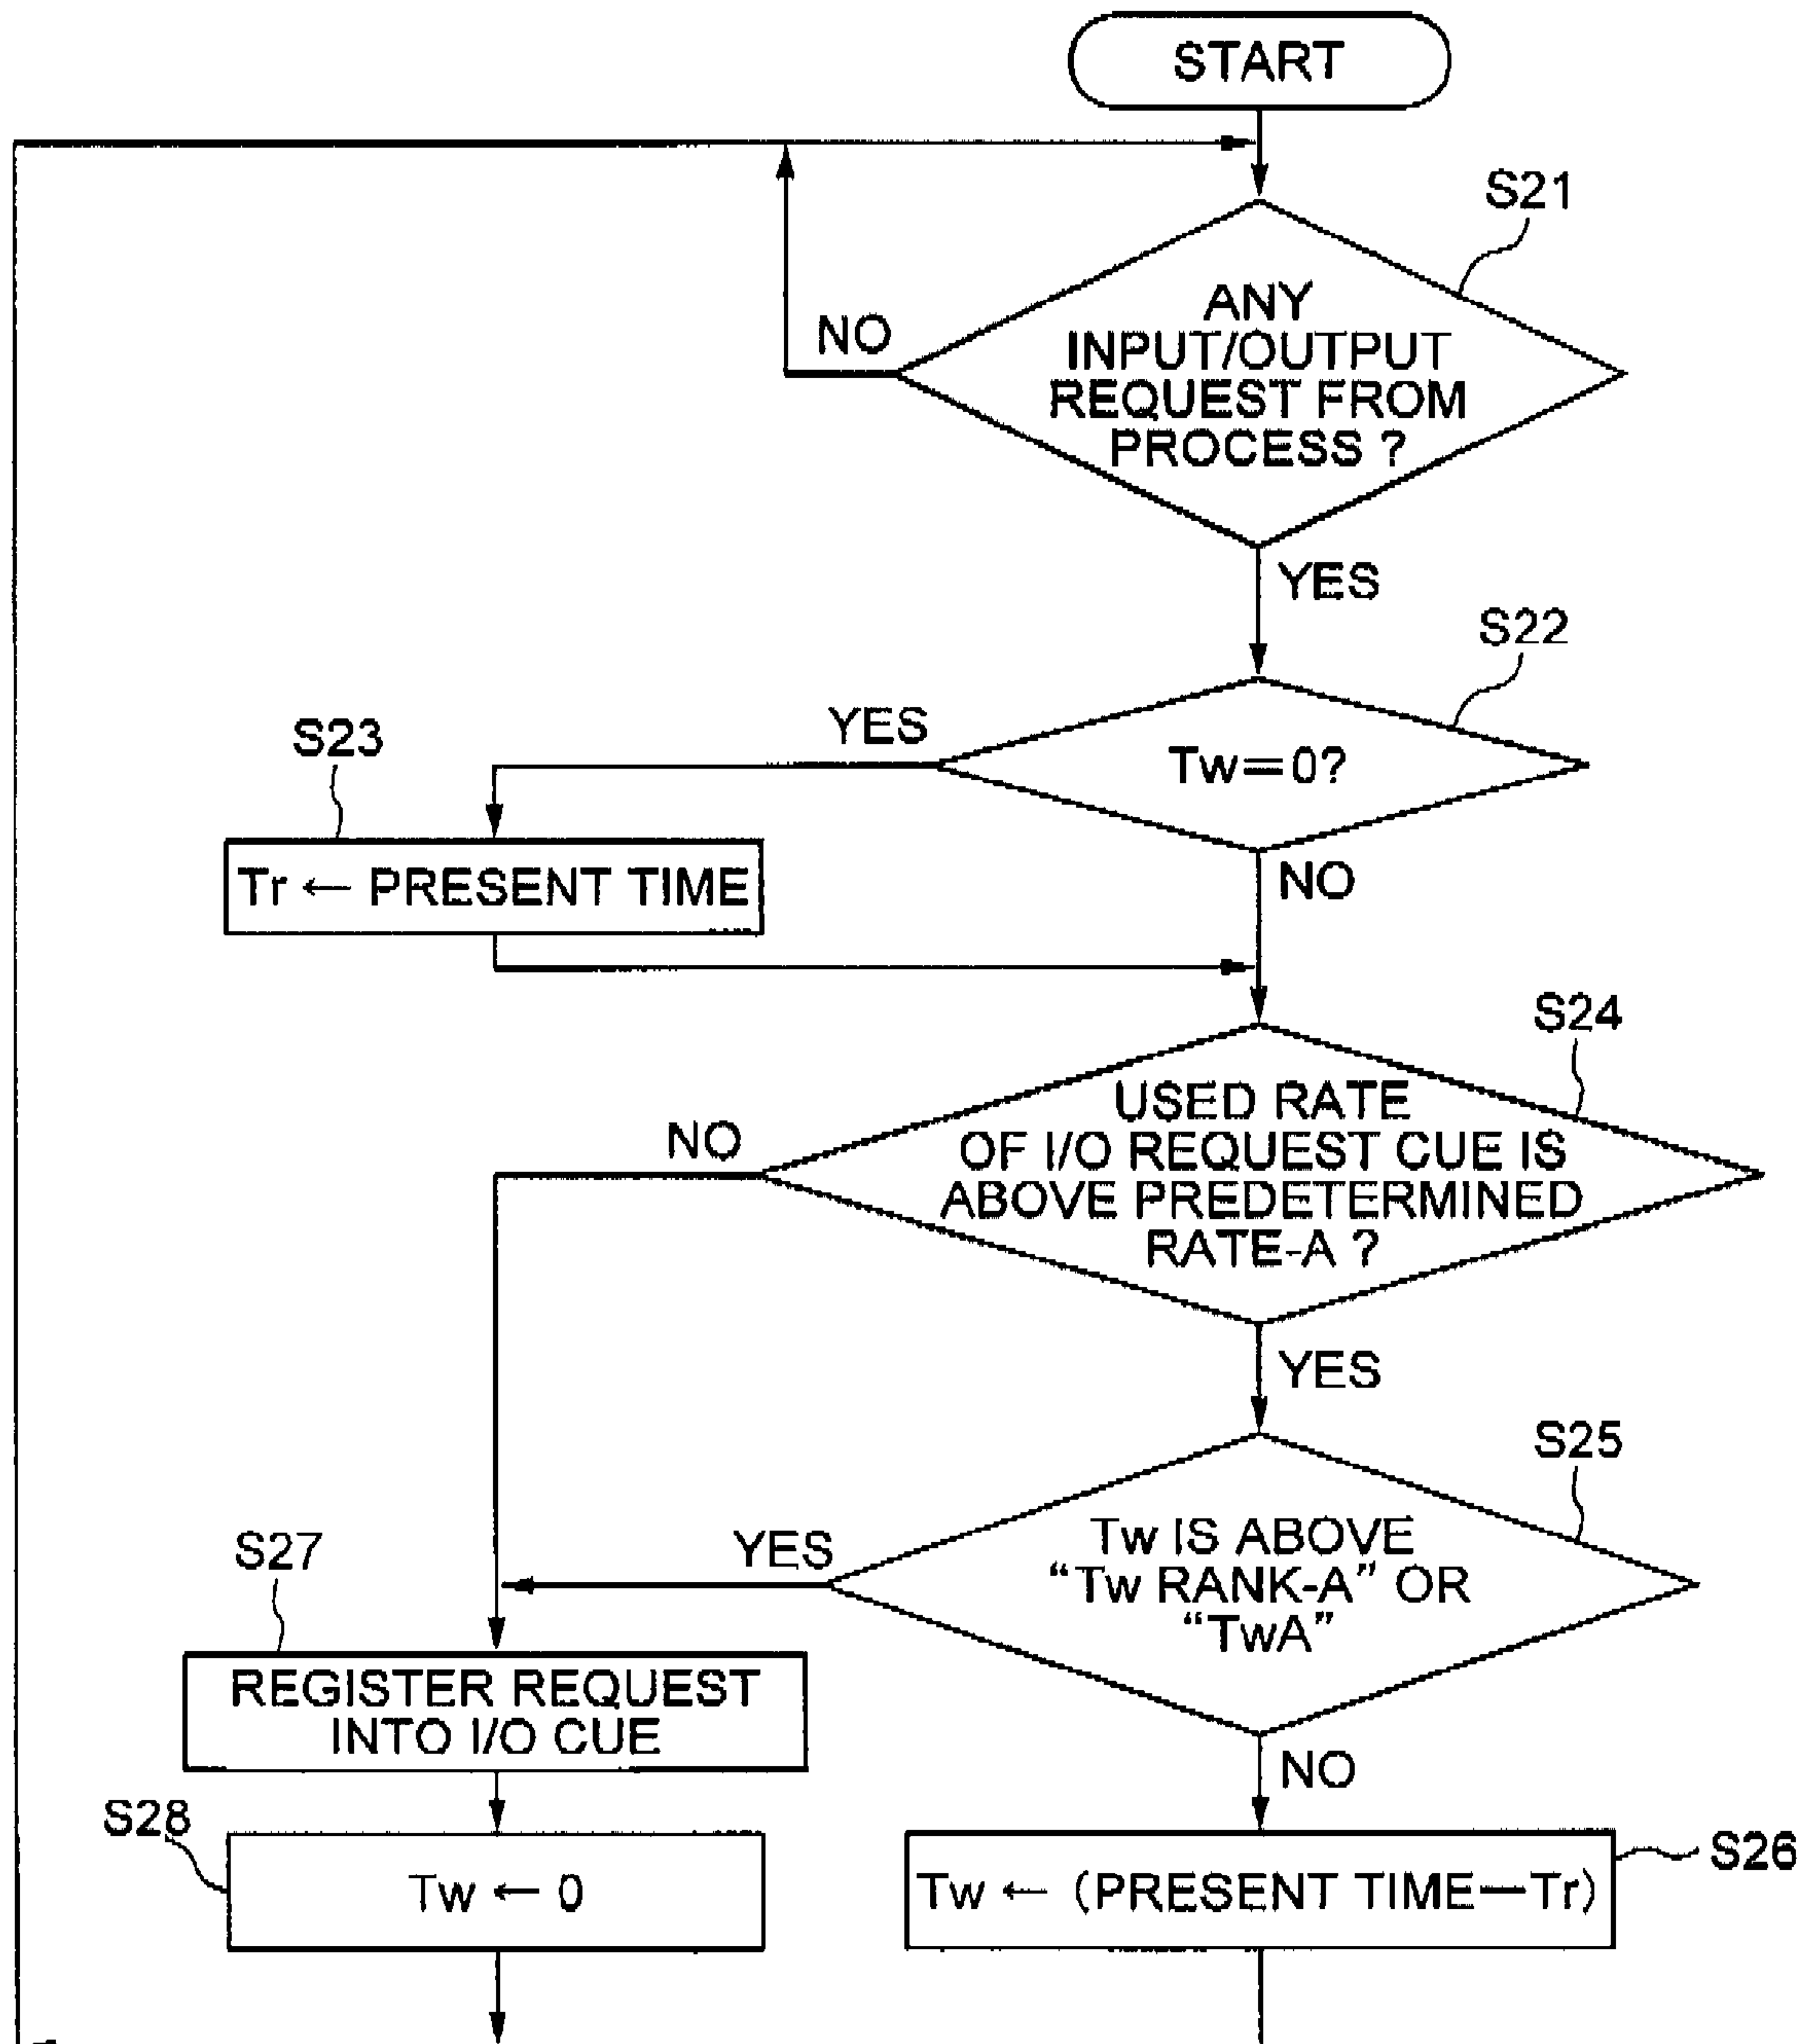 START
S21
ANY
INPUT/OUTPUT
REQUEST FROM
PROCESS ?
NO
YES
S22
Tw=0?
YES
S23
Tr ← PRESENT TIME
NO
S24
USED RATE
OF I/O REQUEST CUE IS
ABOVE PREDETERMINED
RATE-A ?
NO
YES
S25
Tw IS ABOVE
“Tw RANK-A” OR
“TwA”
YES
S27
REGISTER REQUEST
INTO I/O CUE
NO
S28
Tw ← 0
S26
Tw ← (PRESENT TIME—Tr)